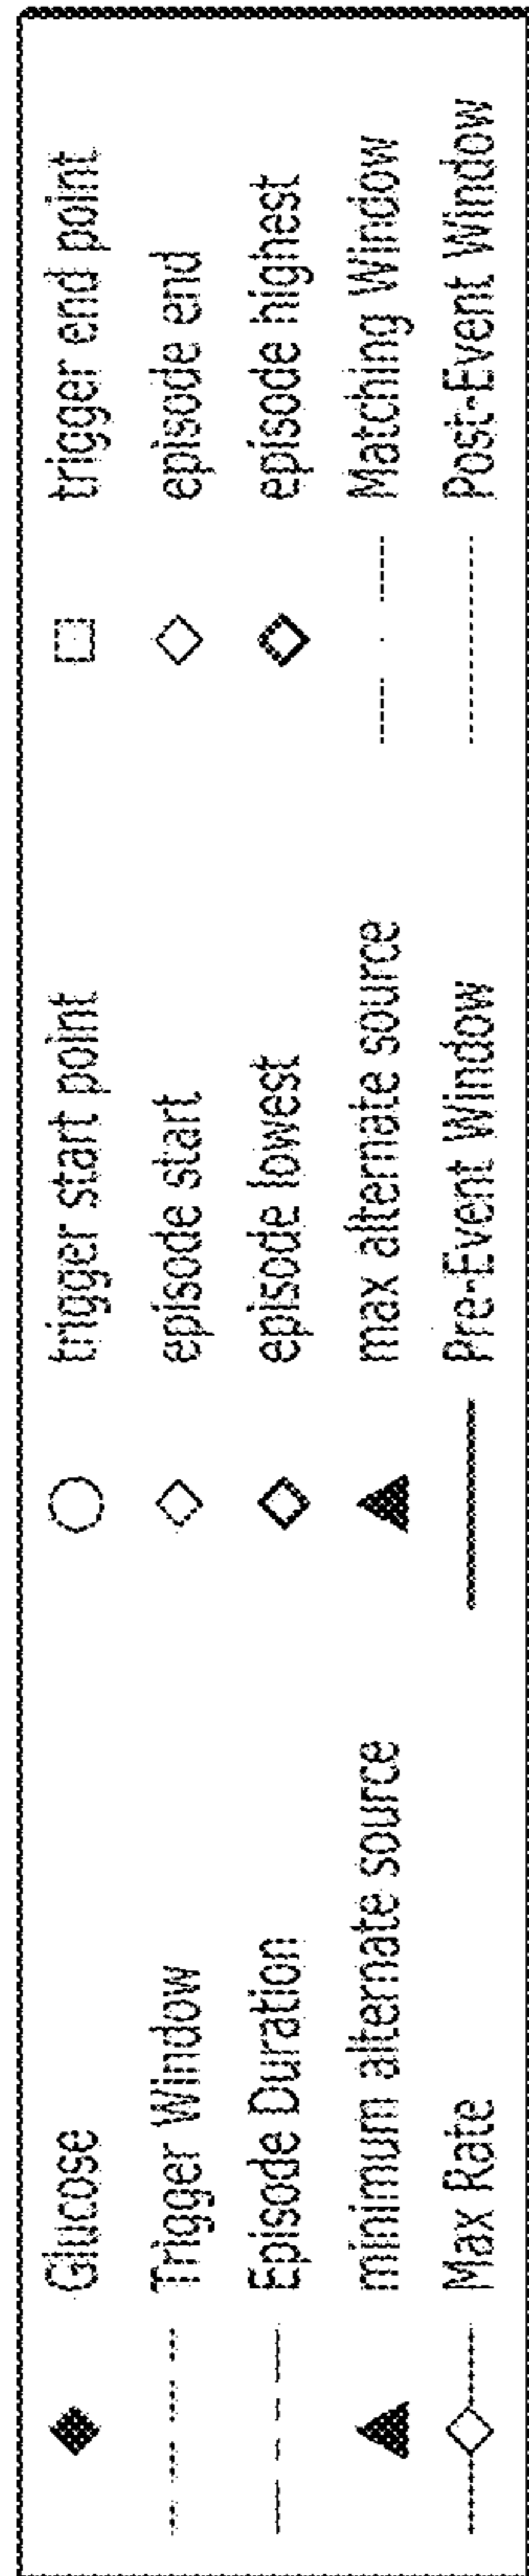 Glucose trigger start point trigger end point
Trigger Window episode start episode end
Episode Duration episode lowest episode highest
minimum alternate source max alternate source Matching Window
Max Rate Pre-Event Window Post-Event Window